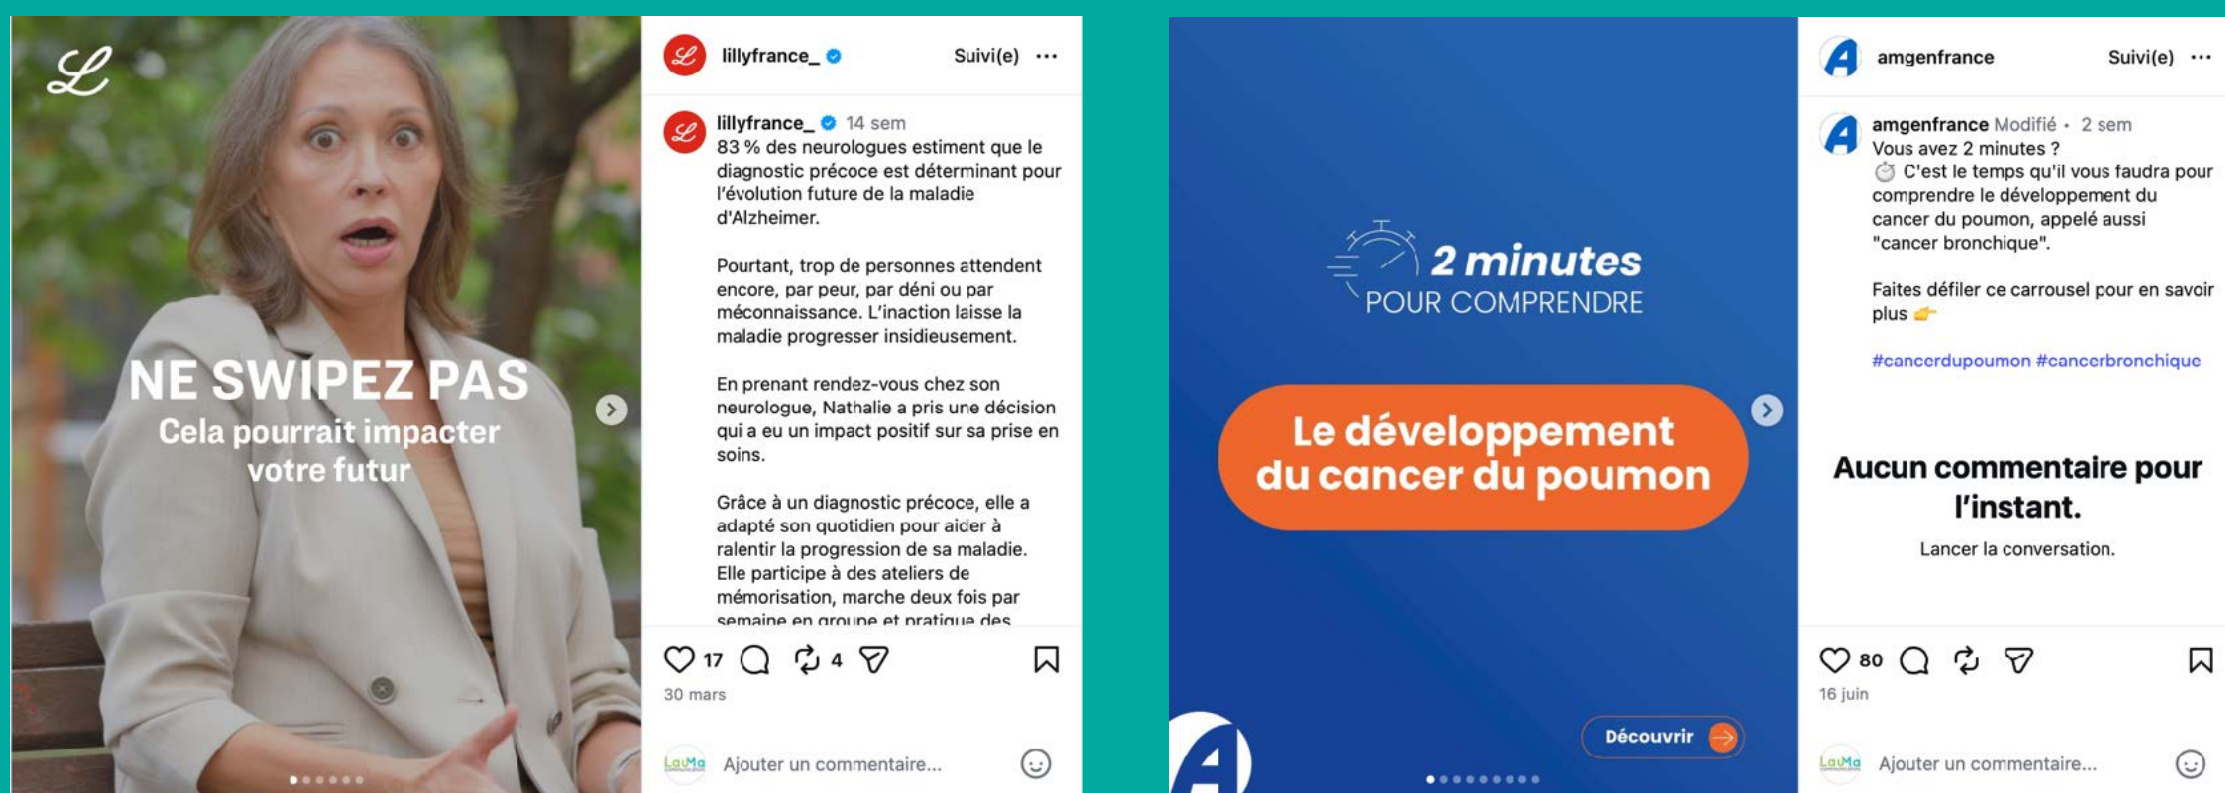 L
NE SWIPEZ PAS
Cela pourrait impacter
votre futur
lillyfrance_
Suivi(e)
lillyfrance_ 14 sem
83 % des neurologues estiment que le
diagnostic précoce est déterminant pour
l'évolution future de la maladie
d'Alzheimer.
Pourtant, trop de personnes attendent
encore, par peur, par déni ou par
méconnaissance. L'inaction laisse la
maladie progresser insidieusement.
En prenant rendez-vous chez son
neurologue, Nathalie a pris une décision
qui a eu un impact positif sur sa prise en
soins.
Grâce à un diagnostic précoce, elle a
adapté son quotidien pour aider à
ralentir la progression de sa maladie.
Elle participe à des ateliers de
mémorisation, marche deux fois par
semaine en groupe et pratique des
17 4
30 mars
LauMa
Ajouter un commentaire...
2 minutes
POUR COMPRENDRE
Le développement
du cancer du poumon
Découvrir
A
amgenfrance
Suivi(e)
amgenfrance Modifié • 2 sem
Vous avez 2 minutes ?
⏱️ C'est le temps qu'il vous faudra pour
comprendre le développement du
cancer du poumon, appelé aussi
"cancer bronchique".
Faites défiler ce carrousel pour en savoir
plus 👉
#cancerdupoumon #cancerbronchique
Aucun commentaire pour
l'instant.
Lancer la conversation.
80
16 juin
LauMa
Ajouter un commentaire...